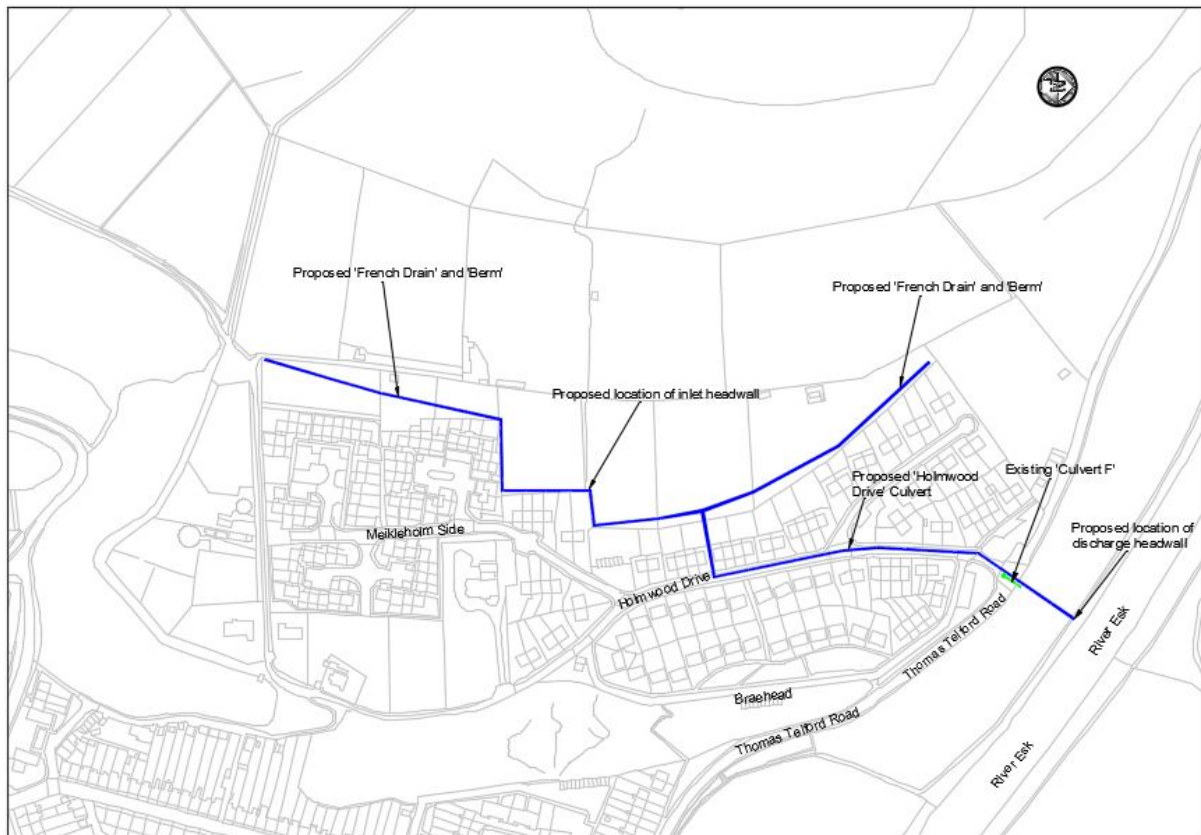 Proposed 'French Drain' and 'Berm'
Proposed 'French Drain' and 'Berm'
Proposed location of inlet headwall
Existing 'Culvert F'
Proposed 'Holmwood
Drive' Culvert
Proposed location of
discharge headwall
Meikleholm Side
Holmwood Drive
Thomas Telford Road
River Esk
Braehead
Thomas Telford Road
River Esk